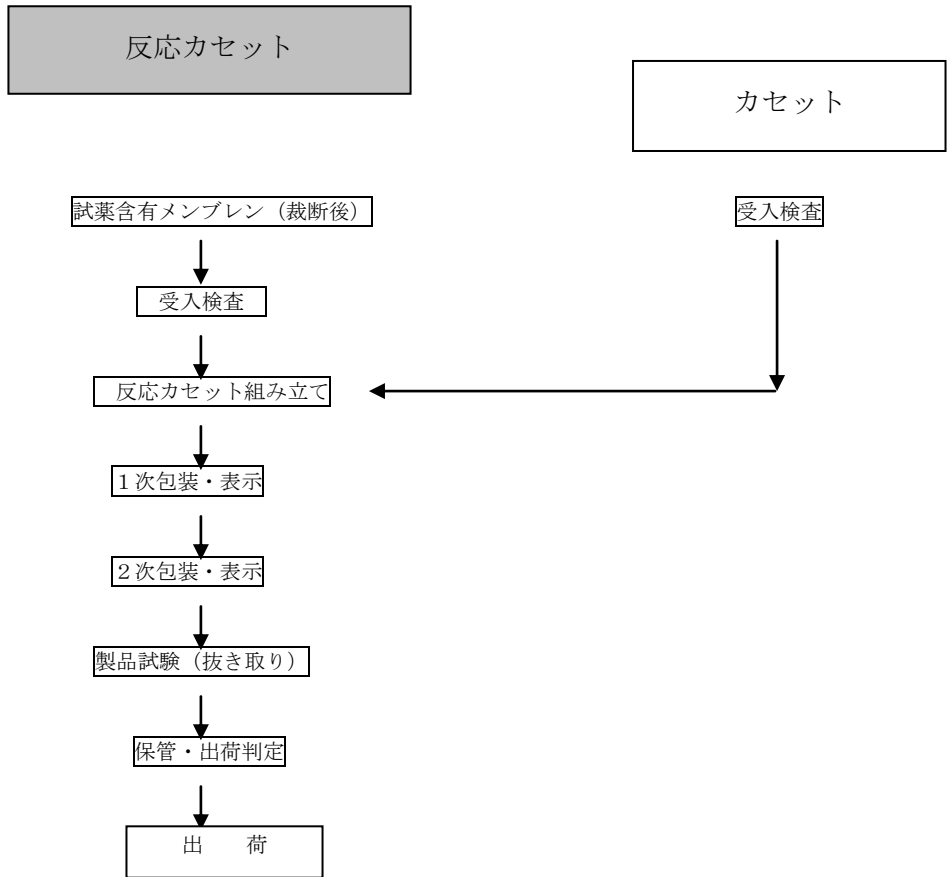 反応カセット
カセット
試薬含有メンブレン（裁断後）
受入検査
受入検査
反応カセット組み立て
１次包装・表示
２次包装・表示
製品試験（抜き取り）
保管・出荷判定
出　荷